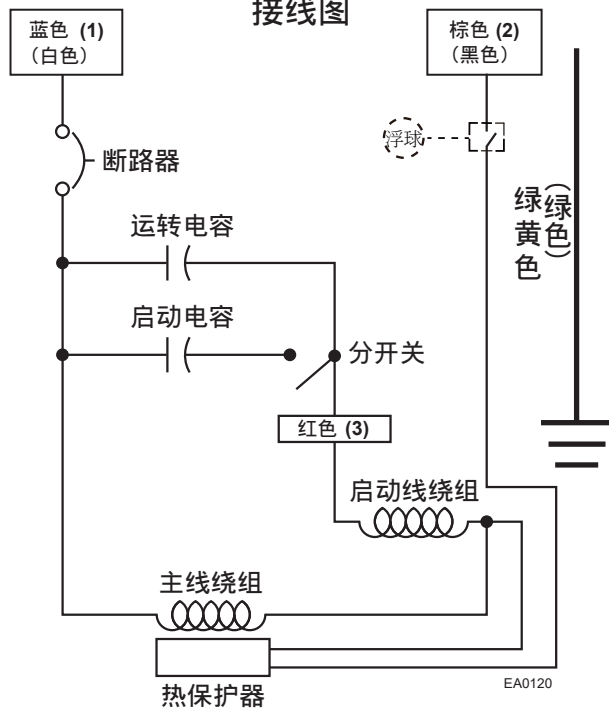 接线图
蓝色 (1)
（白色）
棕色 (2)
（黑色）
浮球
断路器
绿黄色
（绿色）
运转电容
启动电容
分开关
红色 (3)
启动线绕组
主线绕组
热保护器
EA0120